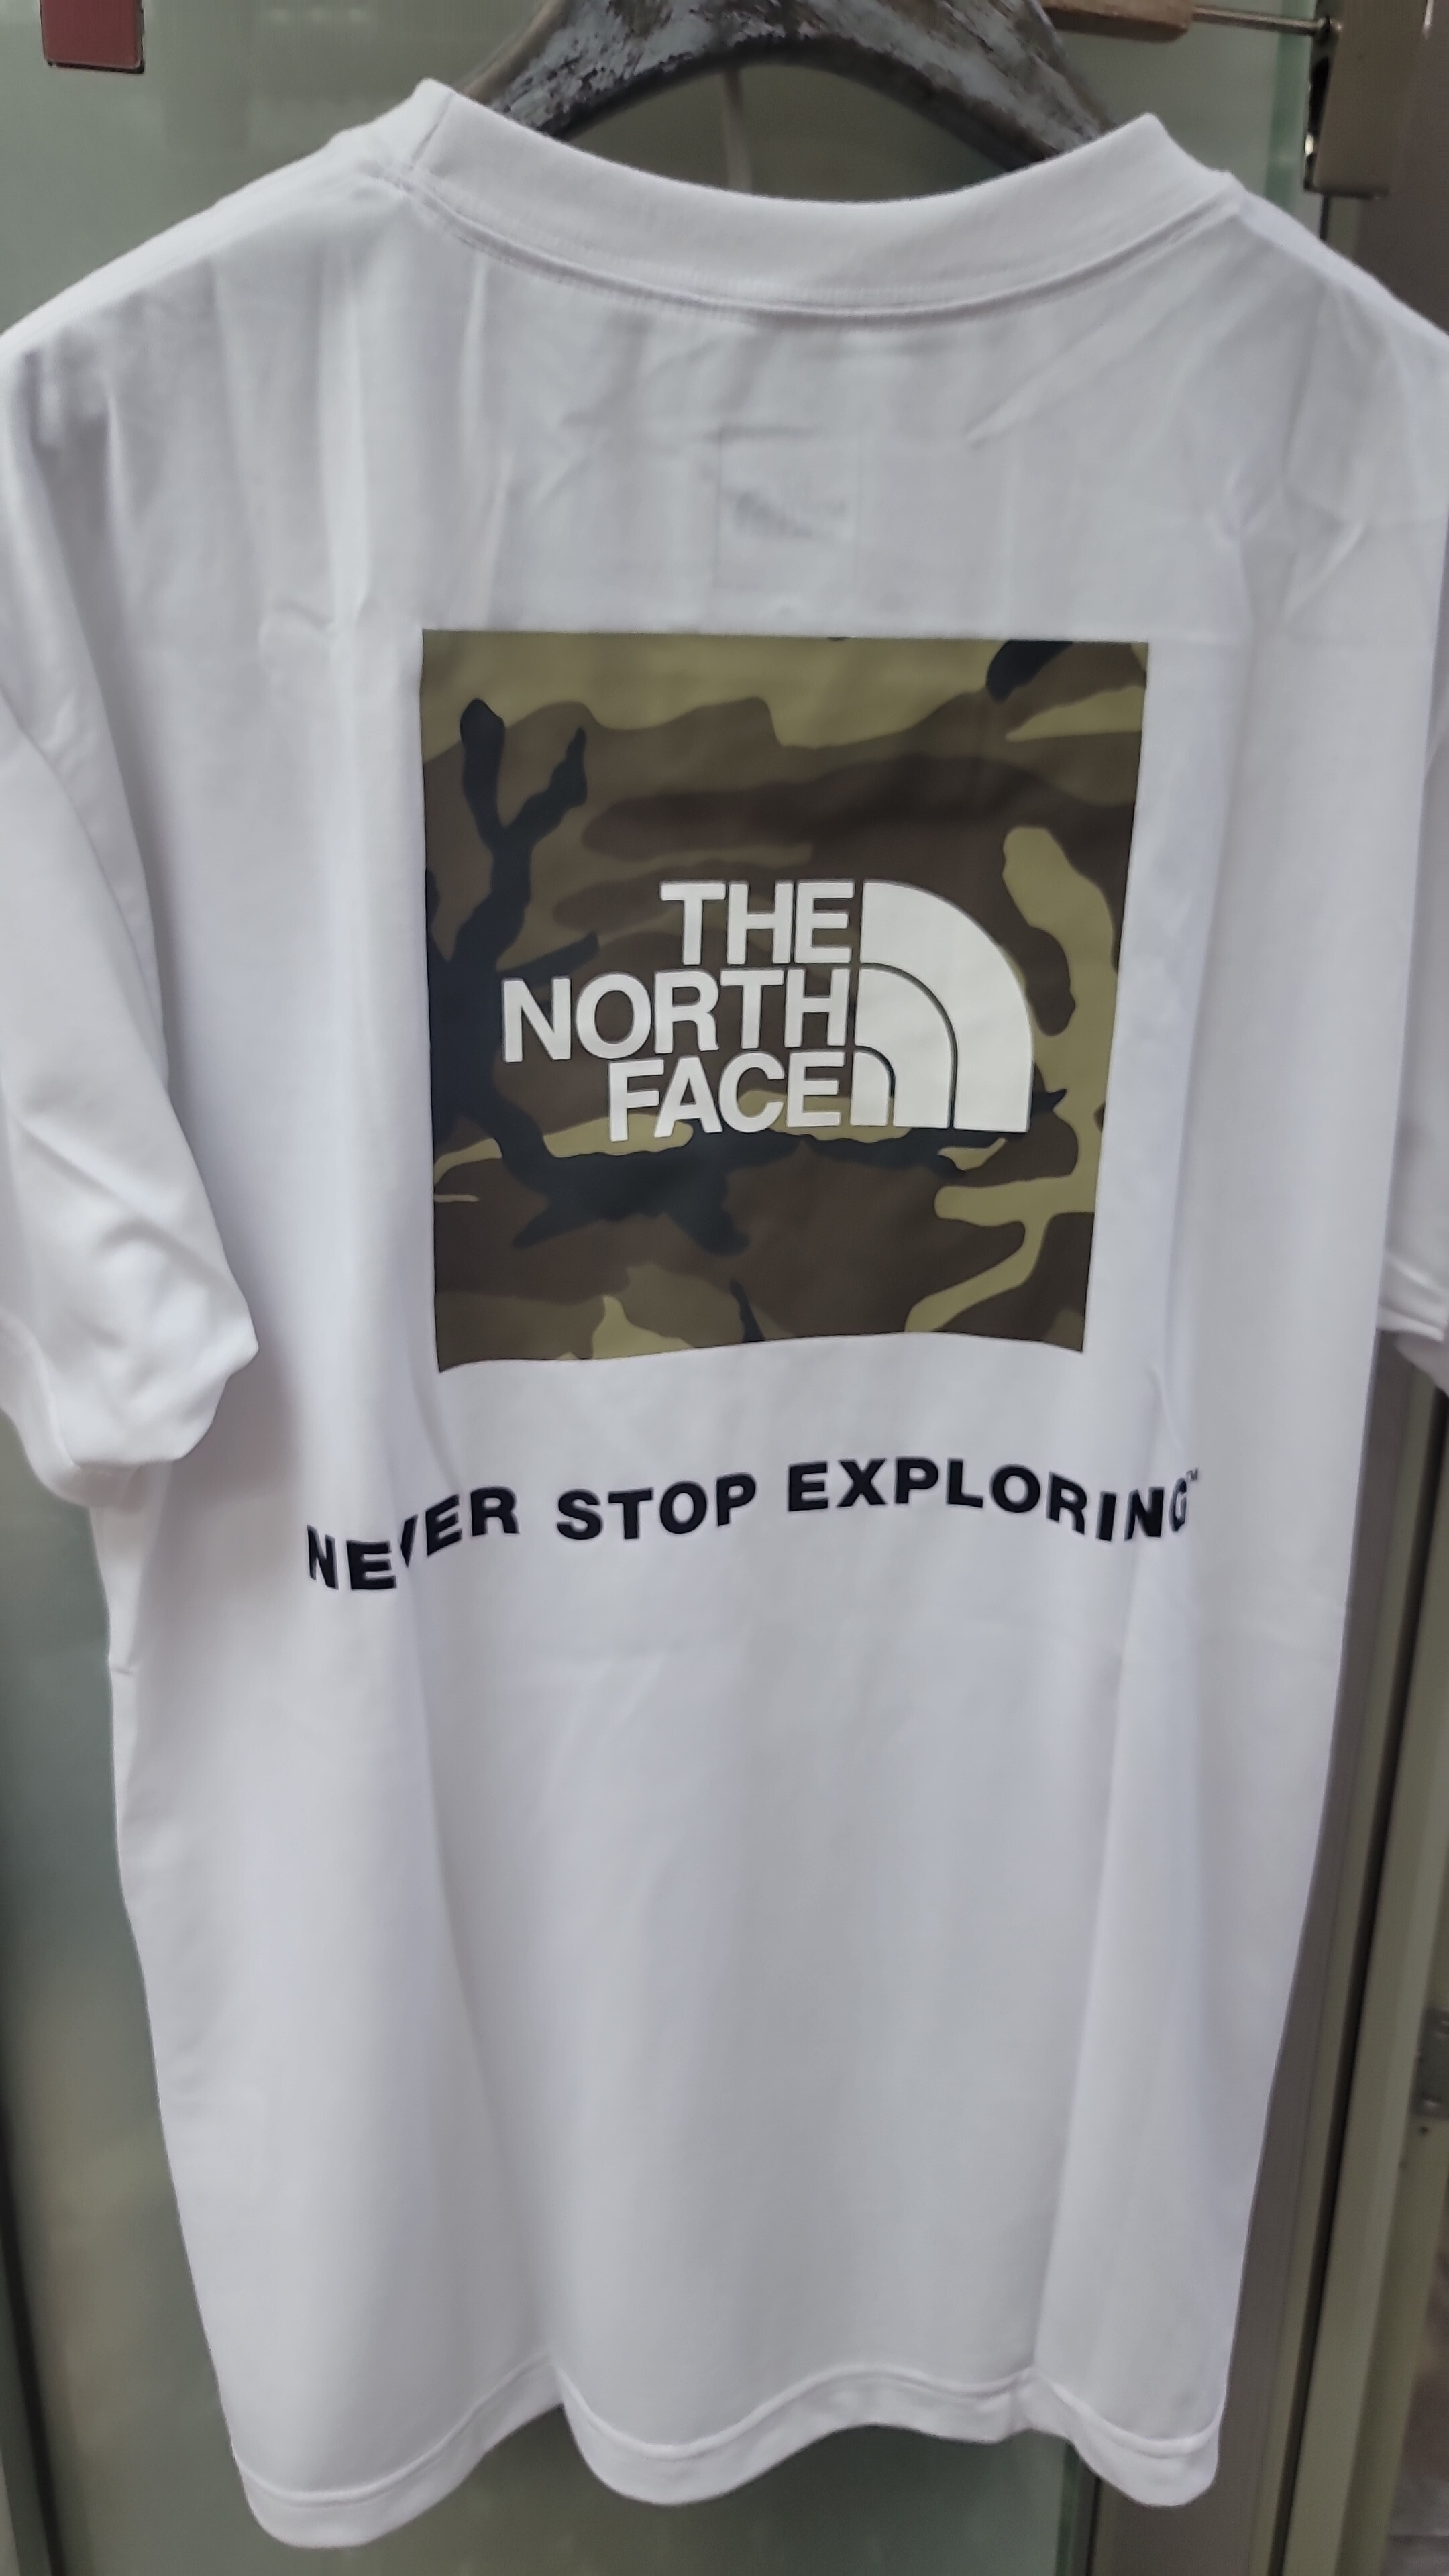 THE
NORTH
FACE
NEVER STOP EXPLORING™